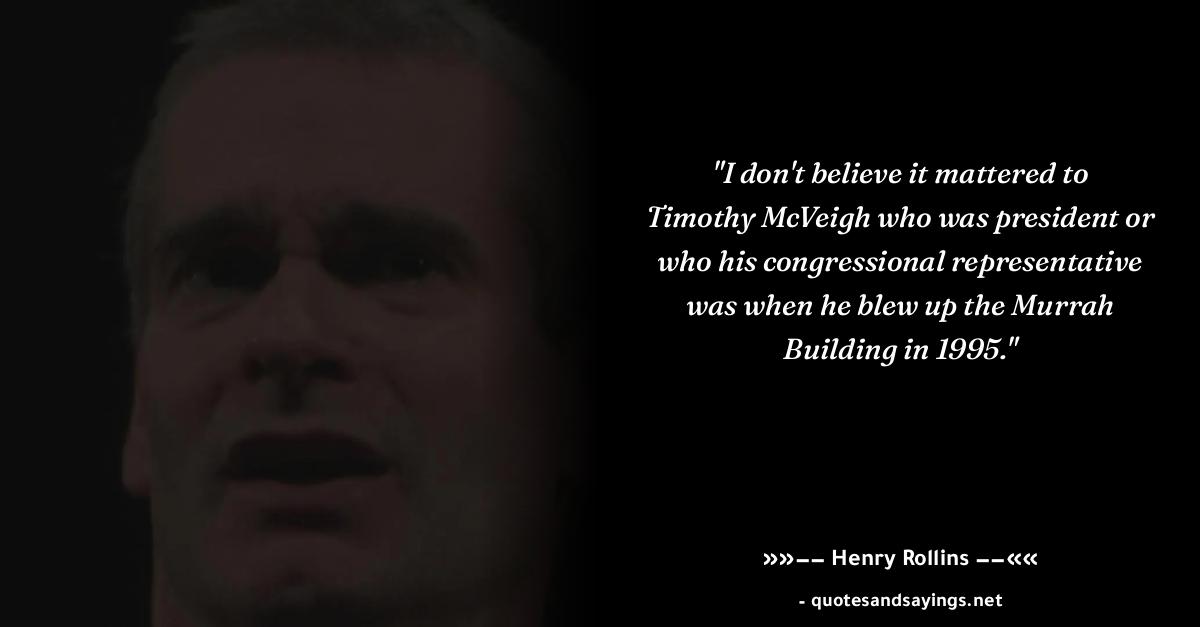 "I don't believe it mattered to
Timothy McVeigh who was president or
who his congressional representative
was when he blew up the Murrah
Building in 1995."
»»–– Henry Rollins ––««
- quotesandsayings.net